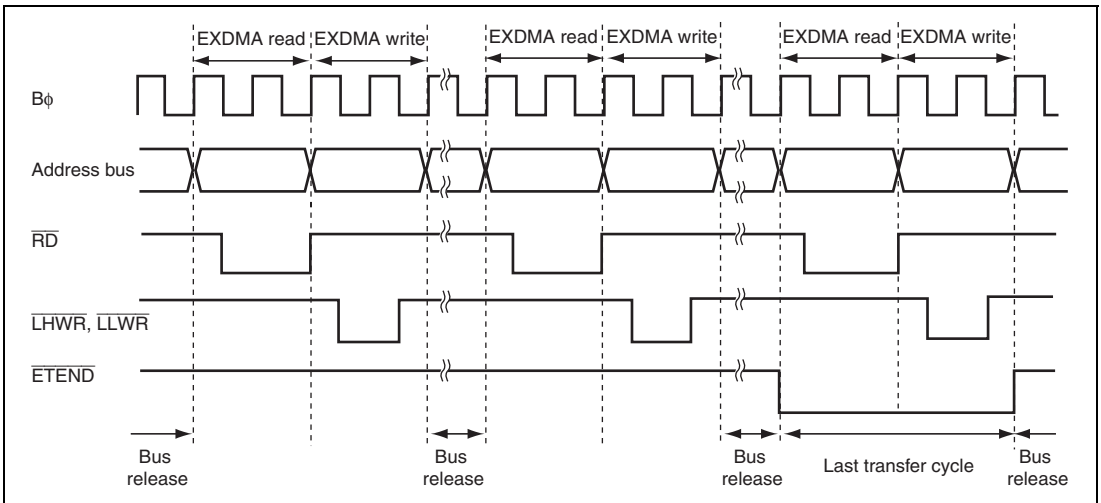 EXDMA read EXDMA write EXDMA read EXDMA write EXDMA read EXDMA write
Bϕ
Address bus
RD
LHWR, LLWR
ETEND
Bus release
Bus release
Bus release
Last transfer cycle
Bus release